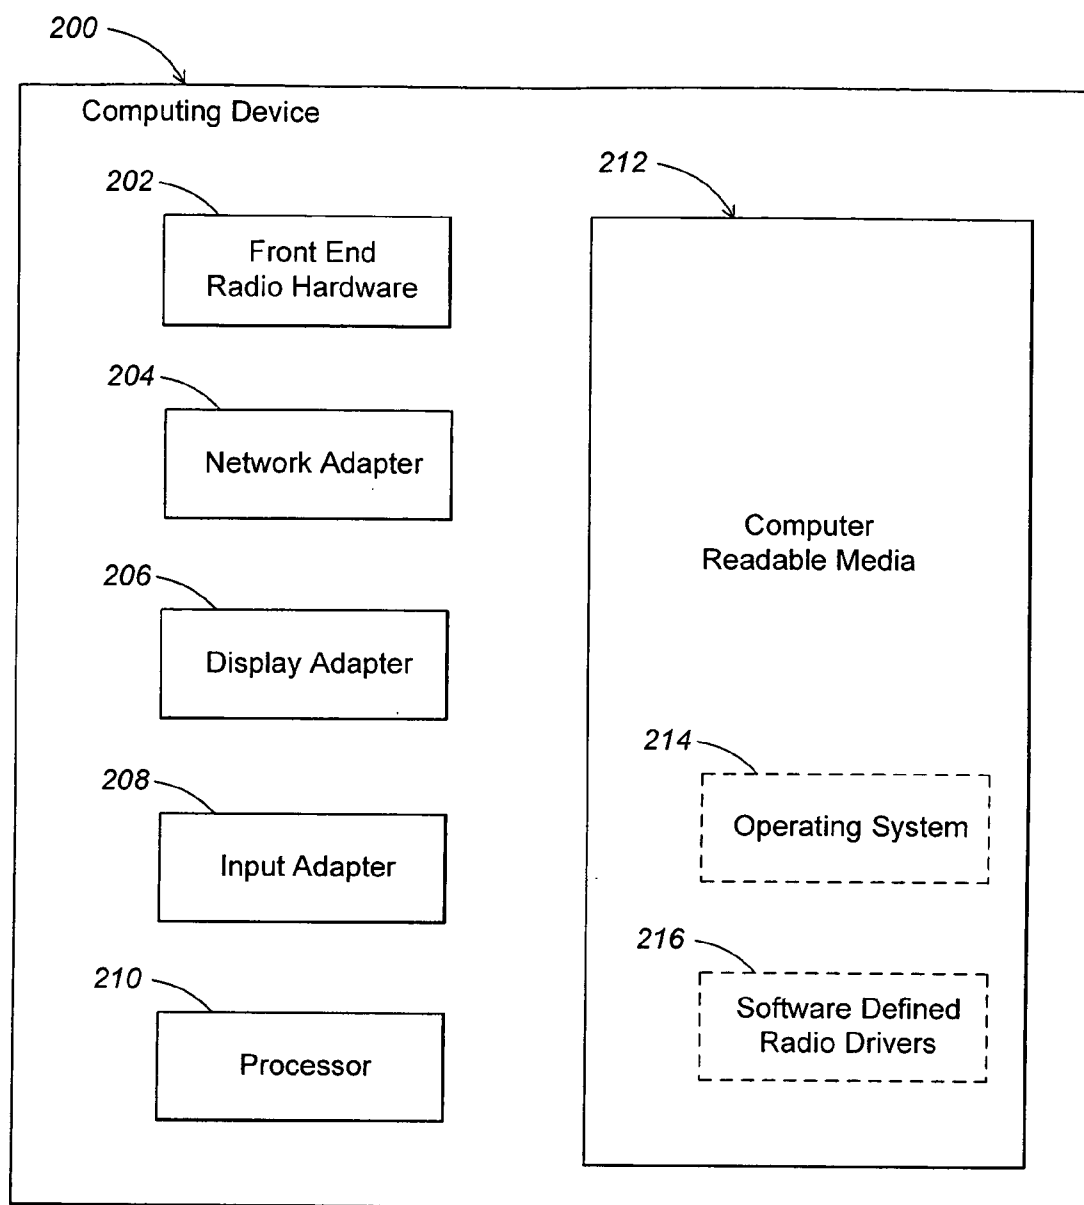 200
Computing Device
202
Front End
Radio Hardware
204
Network Adapter
206
Display Adapter
208
Input Adapter
210
Processor
212
Computer
Readable Media
214
Operating System
216
Software Defined
Radio Drivers